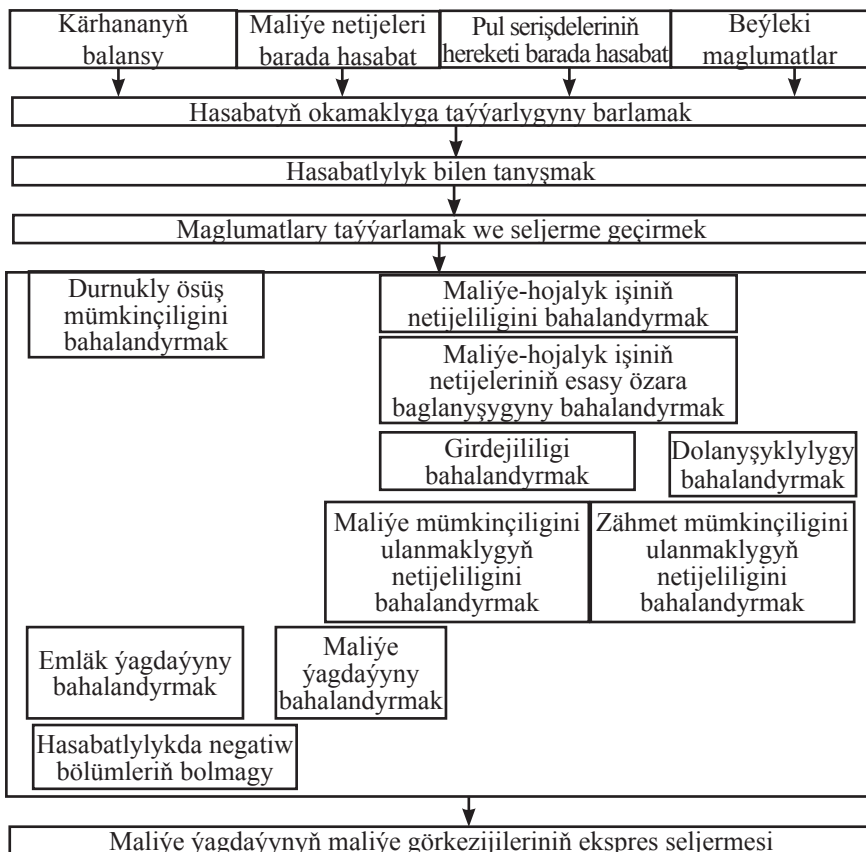 Kärhananyň
balansy
Maliýe netijeleri
barada hasabat
Pul serişdeleriniň
hereketi barada hasabat
Beýleki
maglumatlar
Hasabatyň okamaklyga taýýarlygyny barlamak
Hasabatlylyk bilen tanyşmak
Maglumatlary taýýarlamak we seljerme geçirmek
Durnukly ösüş
mümkinçiligini
bahalandyrmak
Maliýe-hojalyk işiniň
netijeliligini bahalandyrmak
Maliýe-hojalyk işiniň
netijeleriniň esasy özara
baglanyşygyny bahalandyrmak
Girdejililigi
bahalandyrmak
Dolanyşyklylygy
bahalandyrmak
Maliýe mümkinçiligini
ulanmaklygyň
netijeliligini
bahalandyrmak
Zähmet mümkinçiligini
ulanmaklygyň
netijeliligini
bahalandyrmak
Emläk ýagdaýyny
bahalandyrmak
Maliýe
ýagdaýyny
bahalandyrmak
Hasabatlylykda negatiw
bölümleriň bolmagy
Maliýe ýagdaýynyň maliýe görkezijileriniň ekspres seljermesi